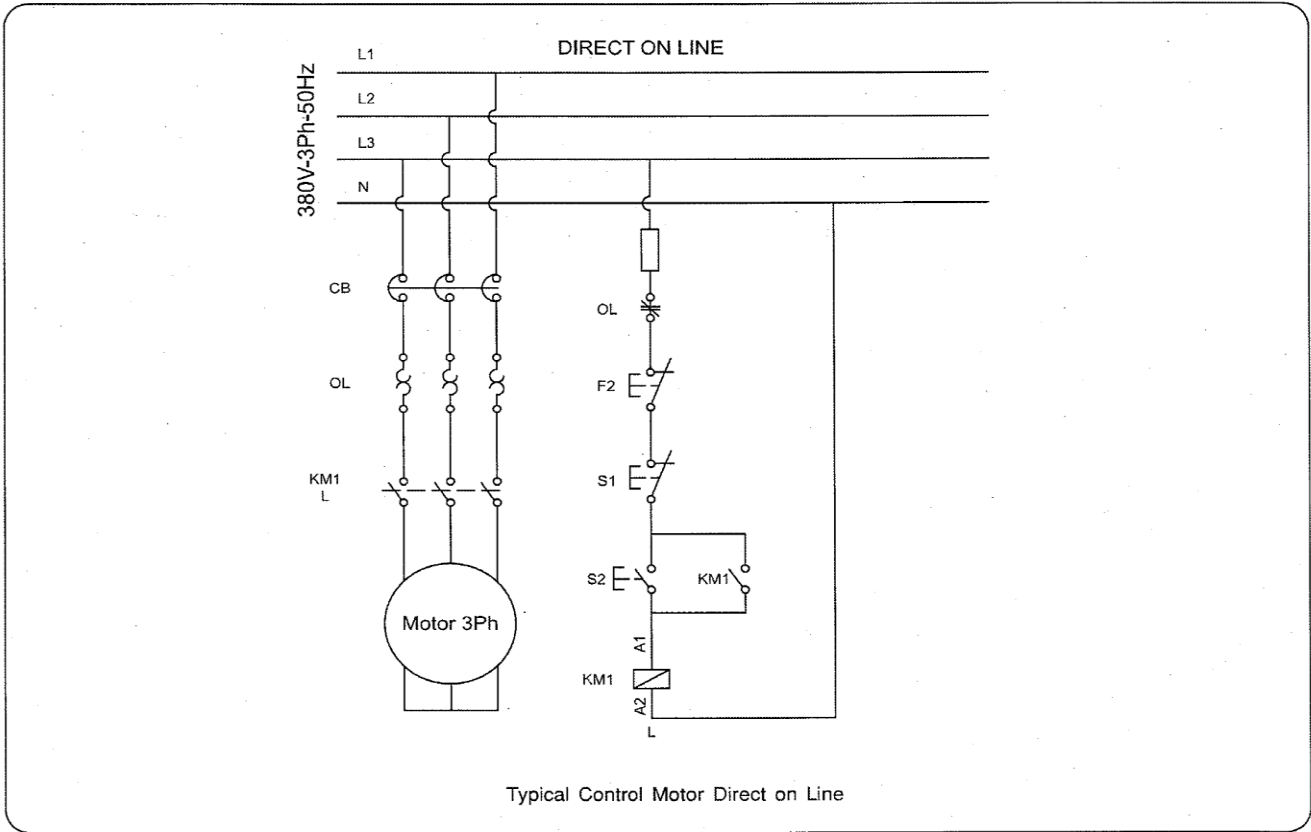 DIRECT ON LINE
380V-3Ph-50Hz
L1
L2
L3
N
CB
OL
KM1
L
Motor 3Ph
OL
F2
S1
S2
KM1
A1
KM1
A2
L
Typical Control Motor Direct on Line